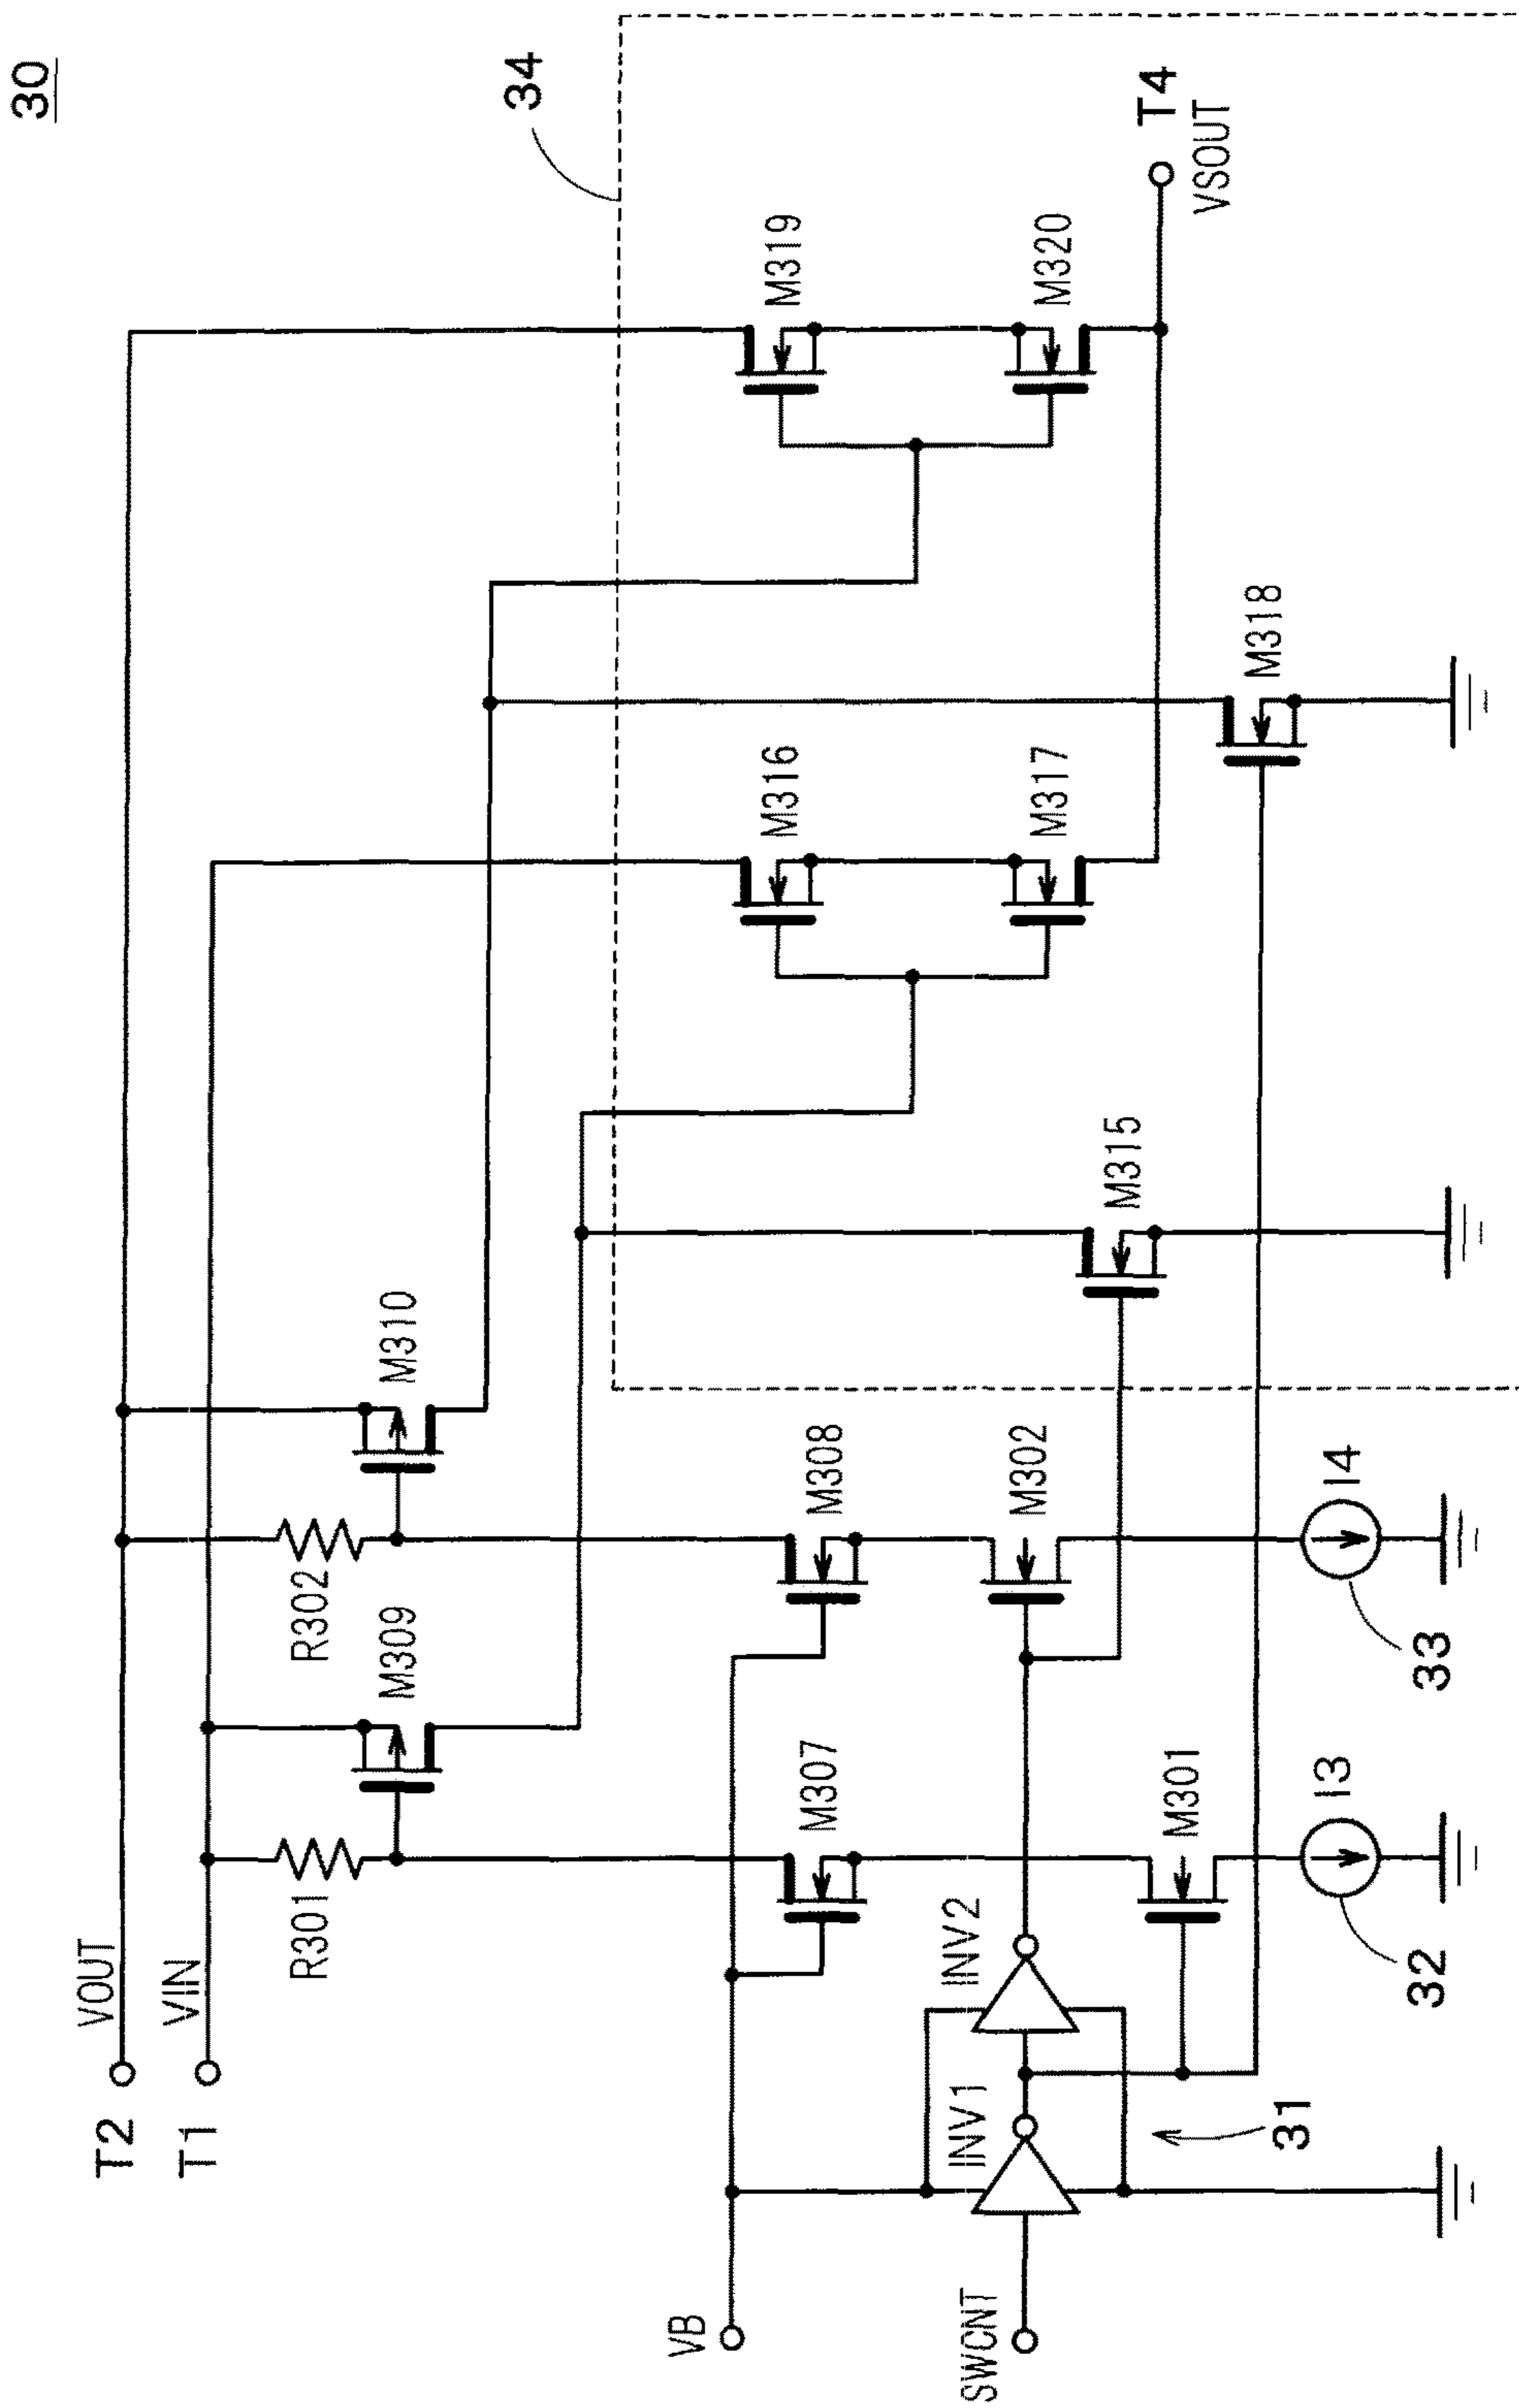 30
T2
VOUT
T1
VIN
R301
M309
R302
M310
34
VB
M307
M308
M316
M319
SWCNT
INV1
INV2
M302
M317
M320
T4
VSOUT
M301
M315
M318
31
32
I3
33
I4